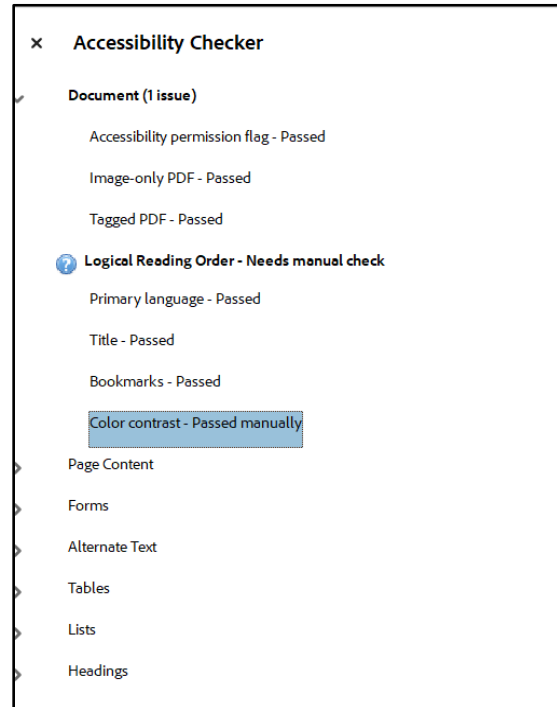 Accessibility Checker
Document (1 issue)
Accessibility permission flag - Passed
Image-only PDF - Passed
Tagged PDF - Passed
Logical Reading Order - Needs manual check
Primary language - Passed
Title - Passed
Bookmarks - Passed
Color contrast - Passed manually
Page Content
Forms
Alternate Text
Tables
Lists
Headings